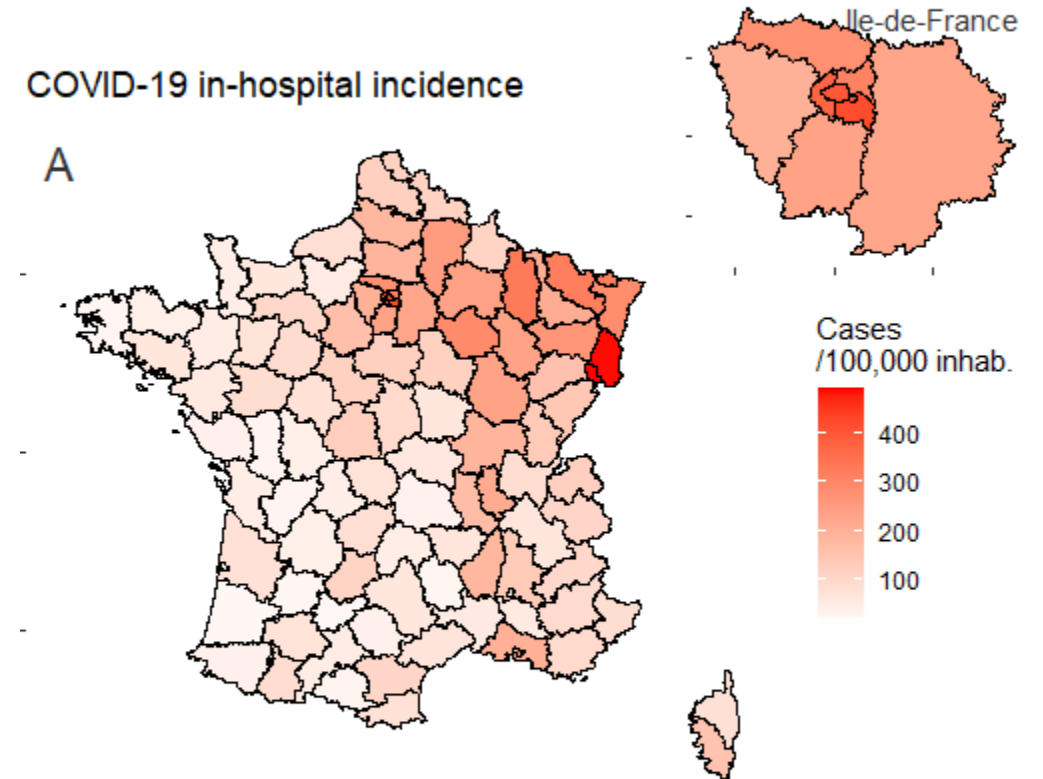 Ile-de-France
COVID-19 in-hospital incidence
A
Cases
/100,000 inhab.
400
300
200
100